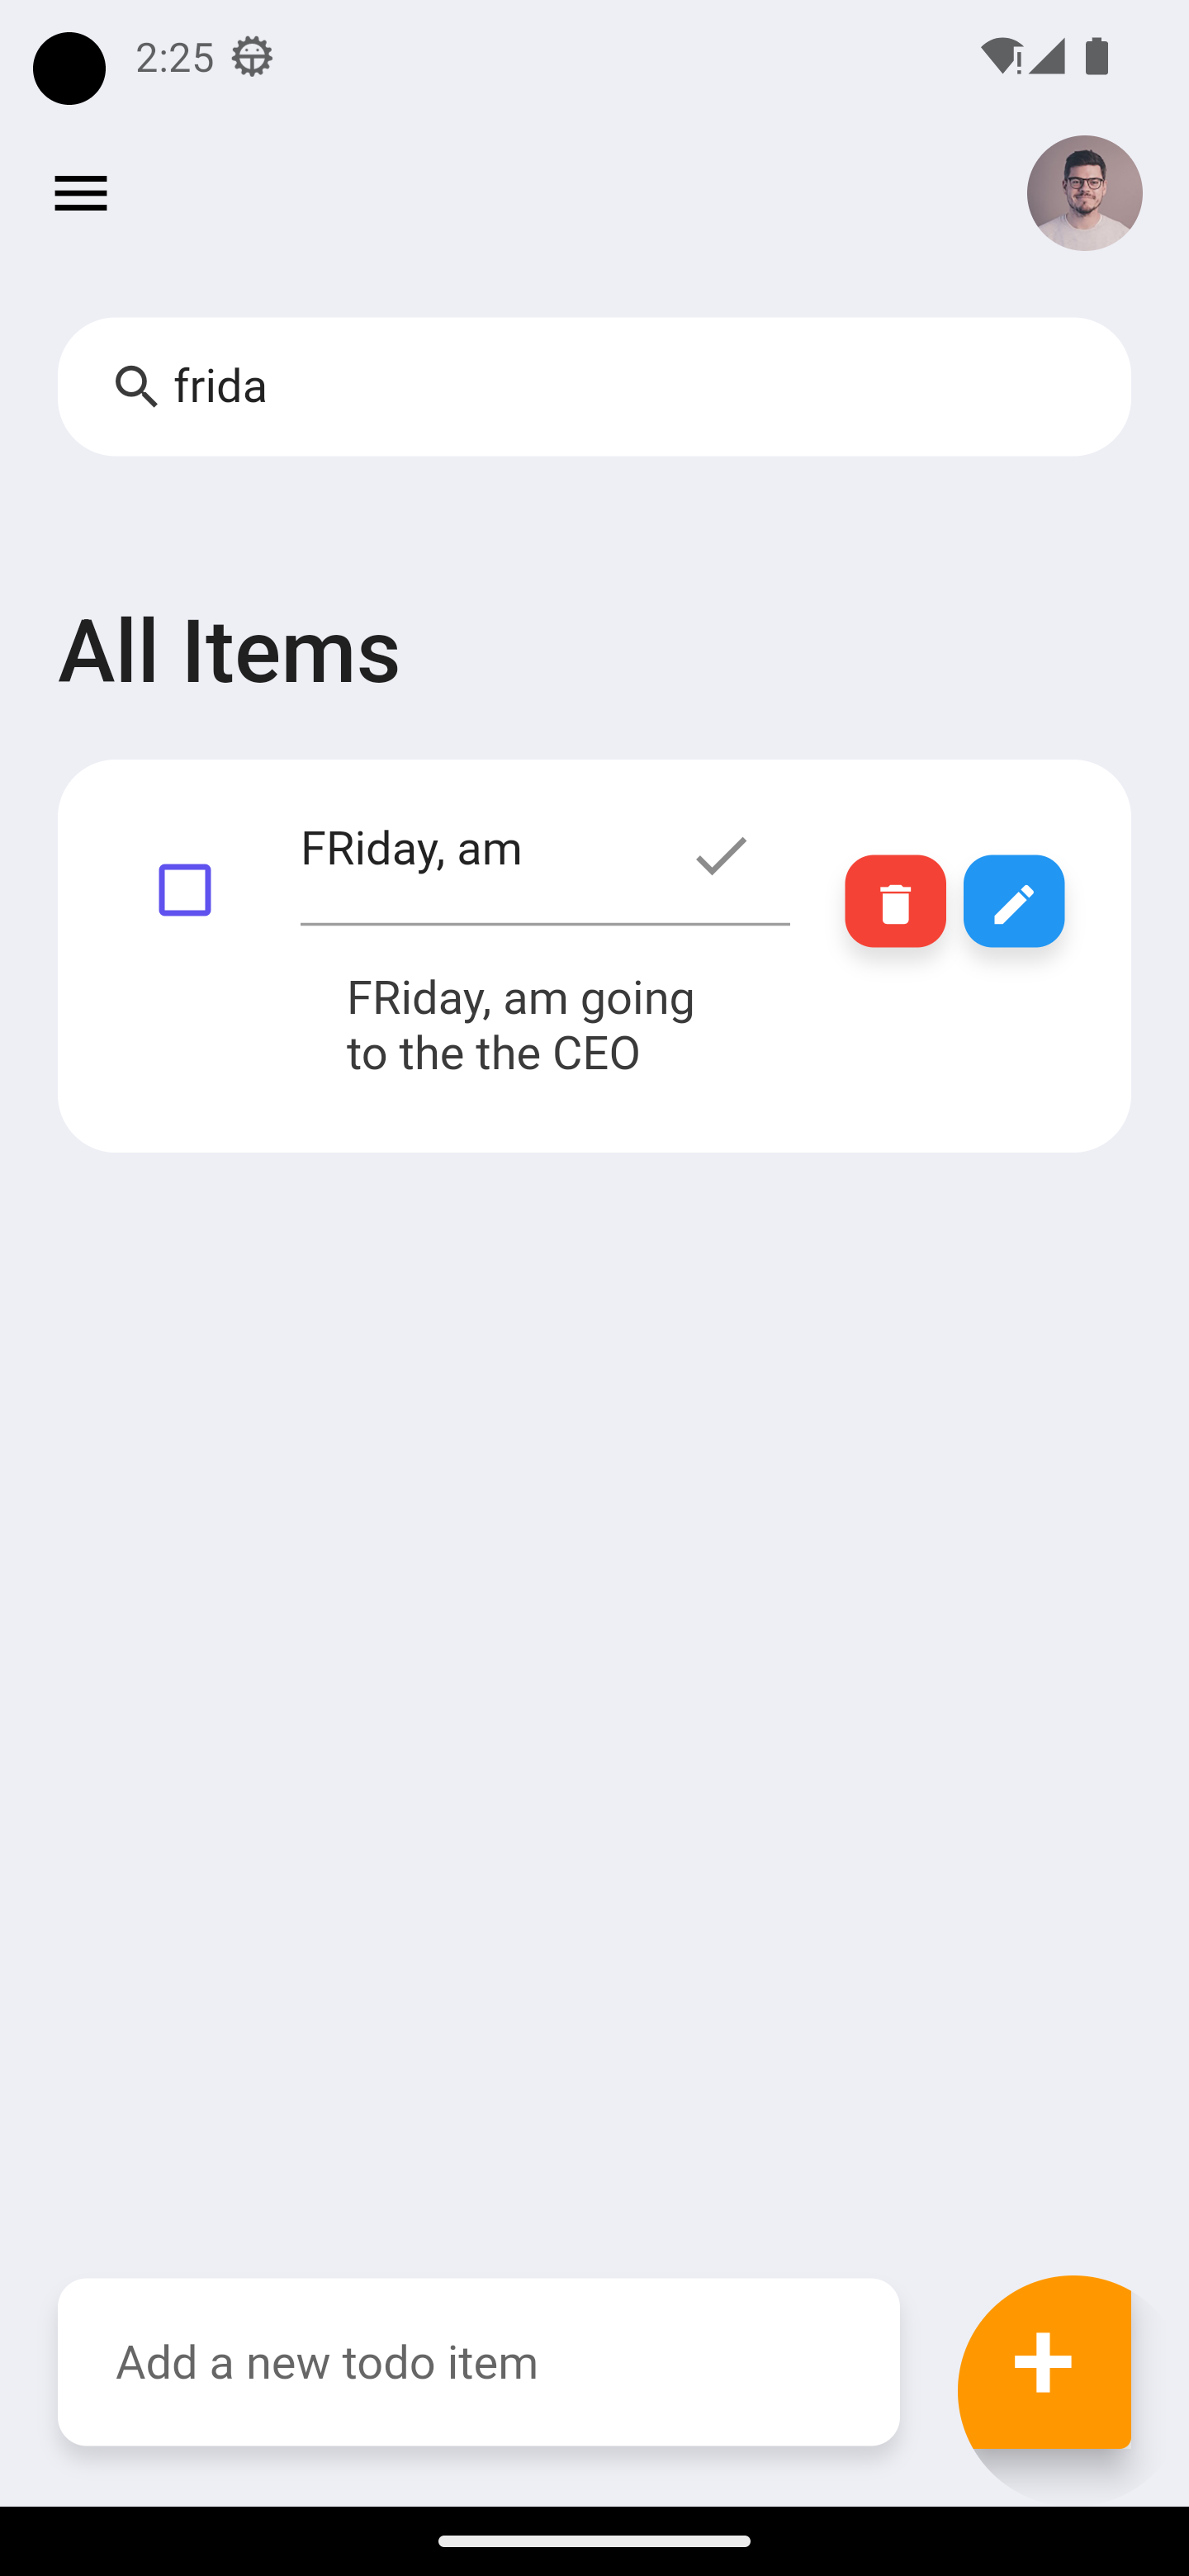 2:25
frida
All Items
FRiday, am
FRiday, am going
to the the CEO
Add a new todo item